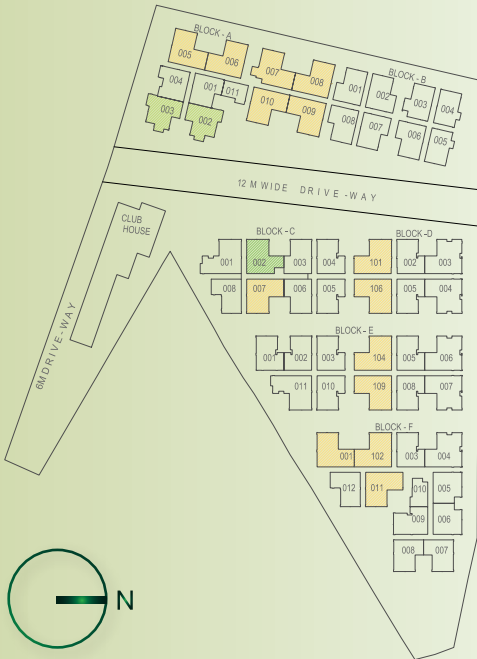 BLOCK - A
005 006 007 008
BLOCK - B
001 002 003 004
004 001 011 010 009
003 002
008 007 006 005
12 M WIDE DRIVE -WAY
CLUB
HOUSE
6M DRIVE - WAY
BLOCK - C
001 002 003 004
008 007 006 005
BLOCK - D
101 002 003
106 005 004
BLOCK - E
001 002 003 104 005 006
011 010 109 008 007
BLOCK - F
001 102 003 004
012 011 010 005
009 006
008 007
N